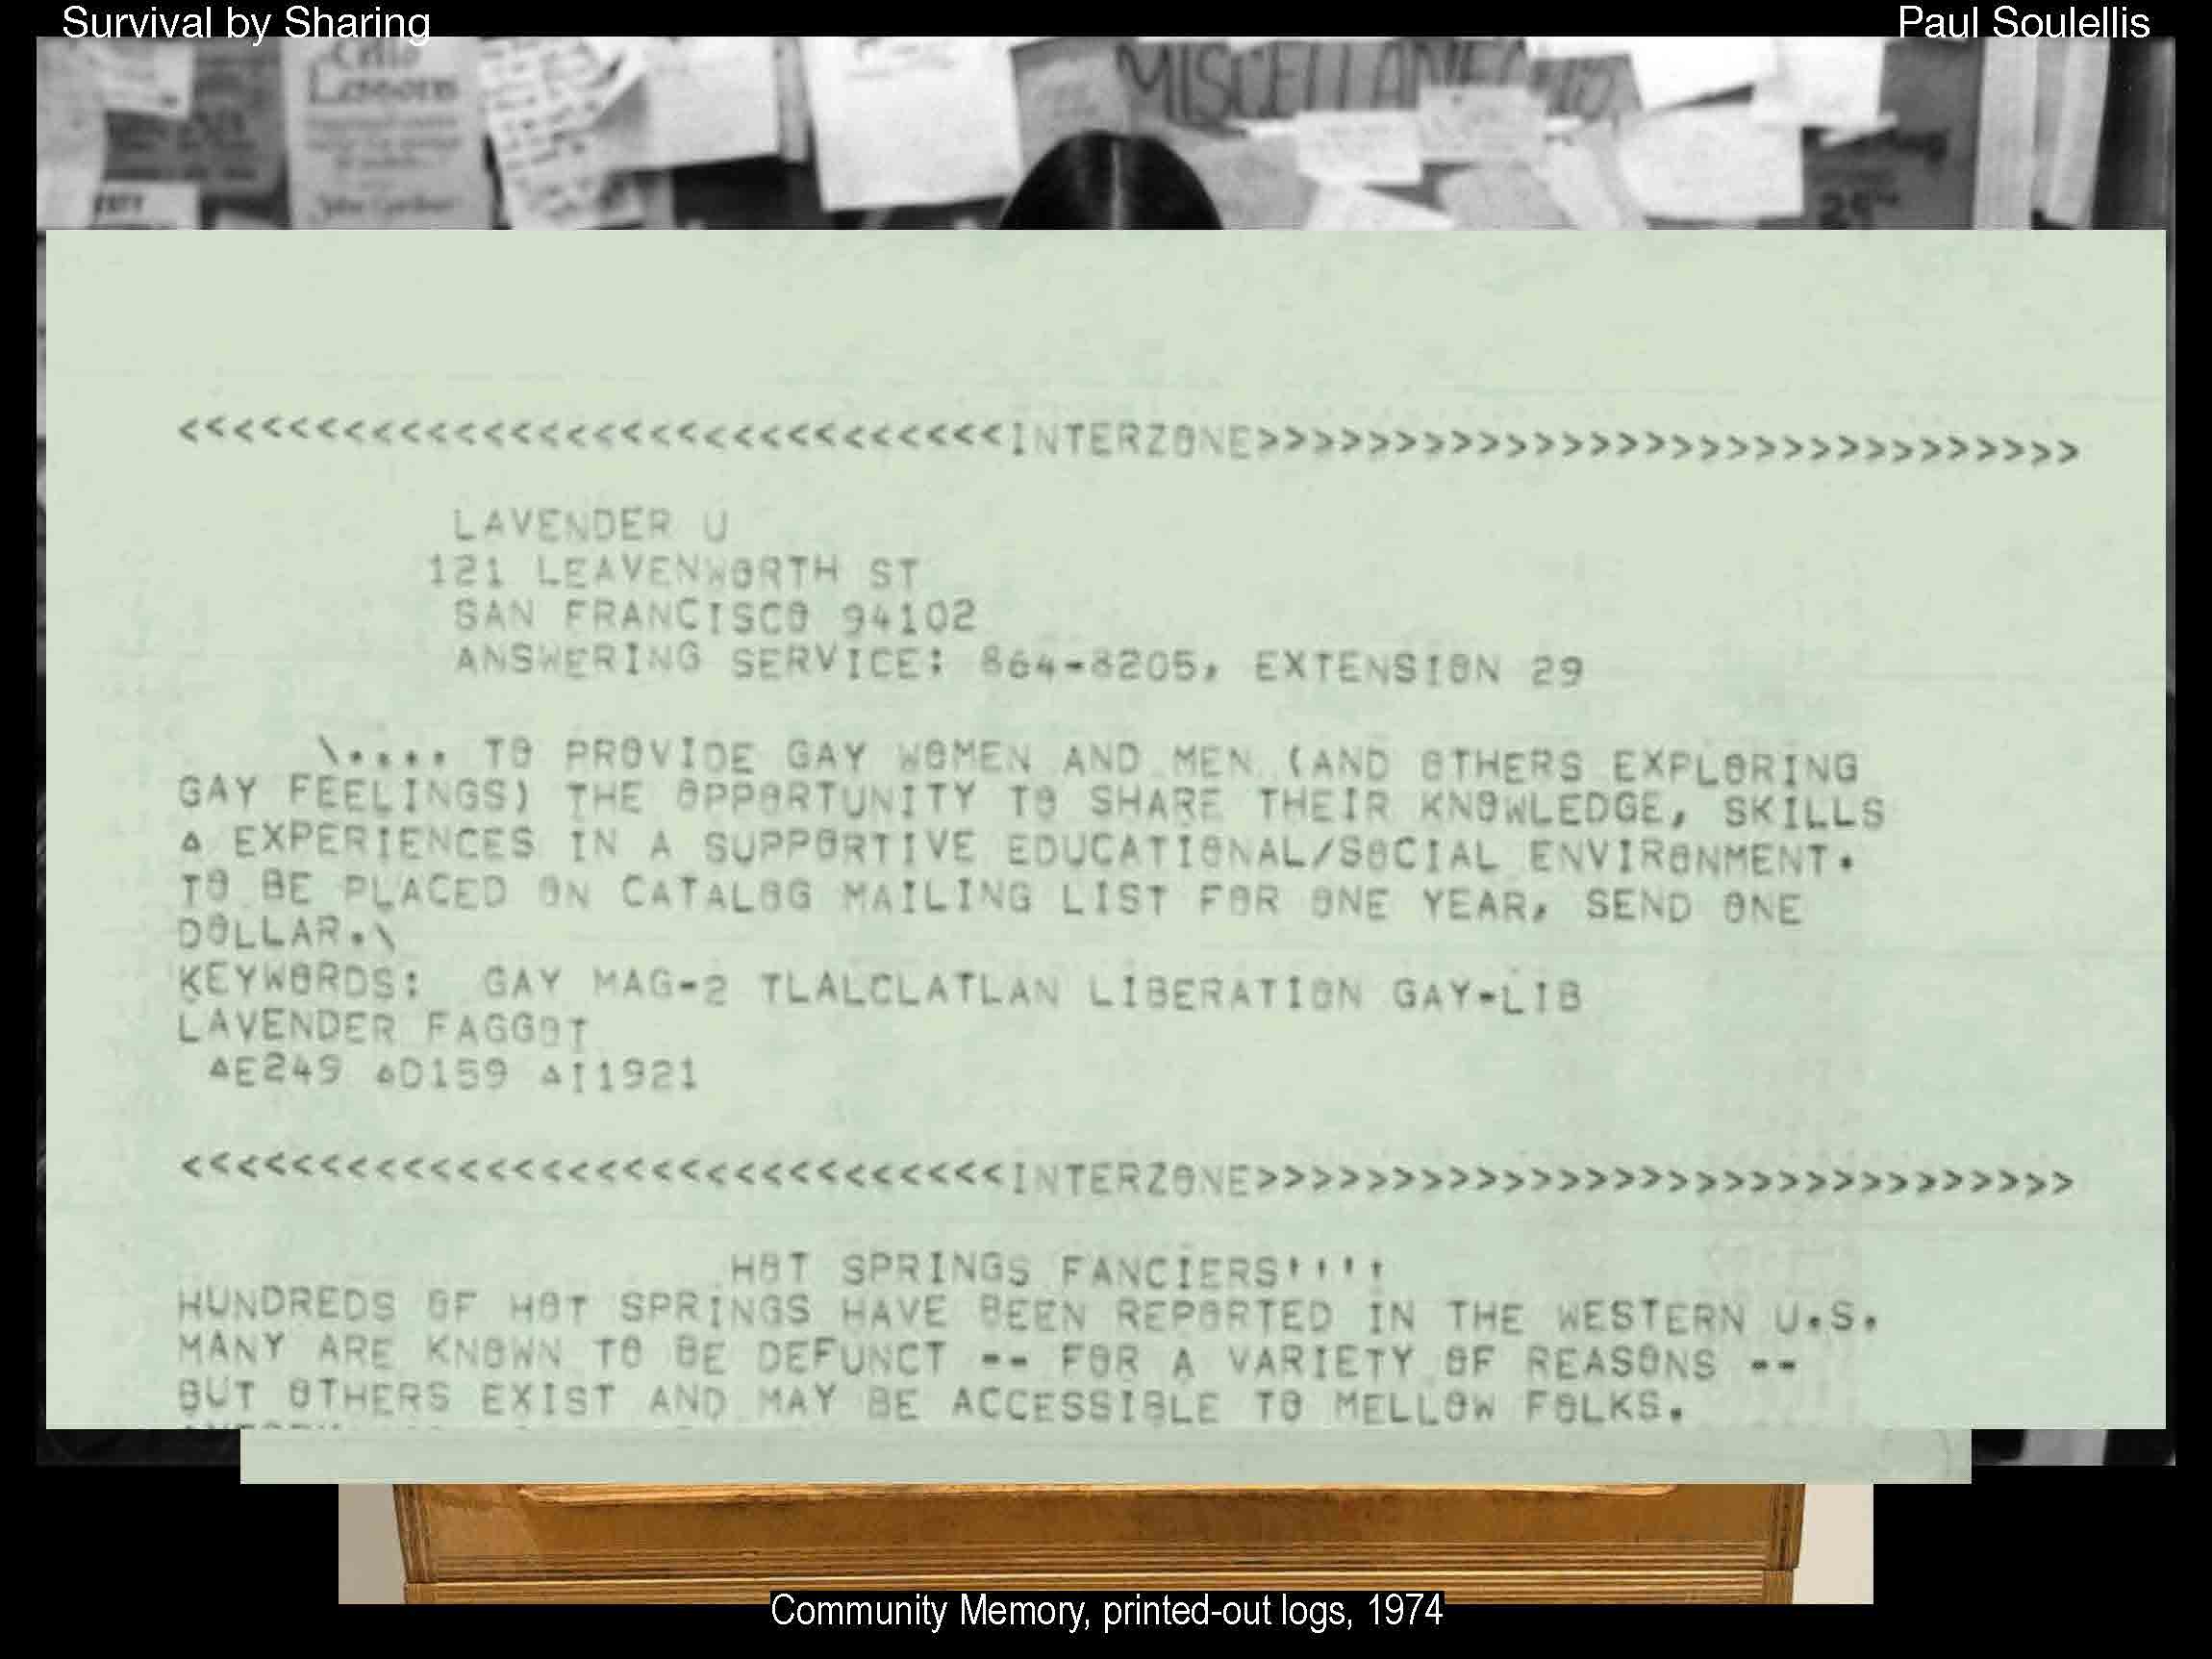 Survival by Sharing
Paul Soulellis
Cello
Lessons
MISCELLANEOUS
<<<<<<<<<<<<<<<<<<<<<<<<<<<<<<INTERZONE>>>>>>>>>>>>>>>>>>>>>>>>>>>>>>
LAVENDER U
121 LEAVENWORTH ST
SAN FRANCISCO 94102
ANSWERING SERVICE: 864-8205, EXTENSION 29
\.... TO PROVIDE GAY WOMEN AND MEN (AND OTHERS EXPLORING
GAY FEELINGS) THE OPPORTUNITY TO SHARE THEIR KNOWLEDGE, SKILLS
& EXPERIENCES IN A SUPPORTIVE EDUCATIONAL/SOCIAL ENVIRONMENT.
TO BE PLACED ON CATALOG MAILING LIST FOR ONE YEAR, SEND ONE
DOLLAR.\
KEYWORDS: GAY MAG-2 TLALCLATLAN LIBERATION GAY-LIB
LAVENDER FAGGOT
&E249 &D159 &I1921
<<<<<<<<<<<<<<<<<<<<<<<<<<<<<<INTERZONE>>>>>>>>>>>>>>>>>>>>>>>>>>>>>>
HOT SPRINGS FANCIERS''''
HUNDREDS OF HOT SPRINGS HAVE BEEN REPORTED IN THE WESTERN U.S.
MANY ARE KNOWN TO BE DEFUNCT -- FOR A VARIETY OF REASONS --
BUT OTHERS EXIST AND MAY BE ACCESSIBLE TO MELLOW FOLKS.
Community Memory, printed-out logs, 1974